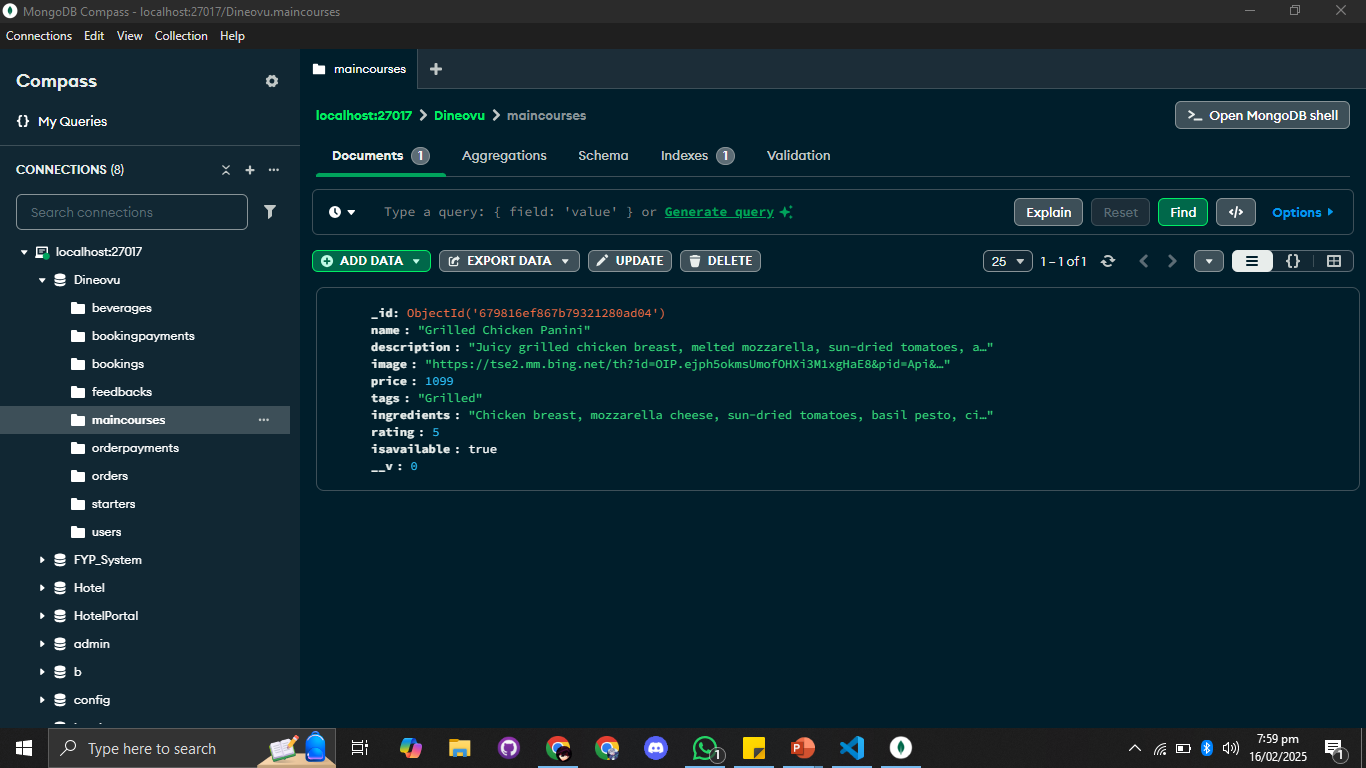 MongoDB Compass - localhost:27017/Dineovu.maincourses
Connections Edit View Collection Help
Compass
{} My Queries
CONNECTIONS (8)
Search connections
localhost:27017
Dineovu
beverages
bookingpayments
bookings
feedbacks
maincourses
orderpayments
orders
starters
users
FYP_System
Hotel
HotelPortal
admin
b
config
maincourses
localhost:27017 > Dineovu > maincourses
>_ Open MongoDB shell
Documents 1 Aggregations Schema Indexes 1 Validation
Type a query: { field: 'value' } or Generate query
Explain Reset Find </> Options
ADD DATA EXPORT DATA UPDATE DELETE
25 1 – 1 of 1 {}
_id: ObjectId('679816ef867b79321280ad04')
name : "Grilled Chicken Panini"
description : "Juicy grilled chicken breast, melted mozzarella, sun-dried tomatoes, a…"
image : "https://tse2.mm.bing.net/th?id=OIP.ejph5okmsUmofOHXi3M1xgHaE8&pid=Api&…"
price : 1099
tags : "Grilled"
ingredients : "Chicken breast, mozzarella cheese, sun-dried tomatoes, basil pesto, ci…"
rating : 5
isavailable : true
__v : 0
Type here to search
1
7:59 pm
16/02/2025
1